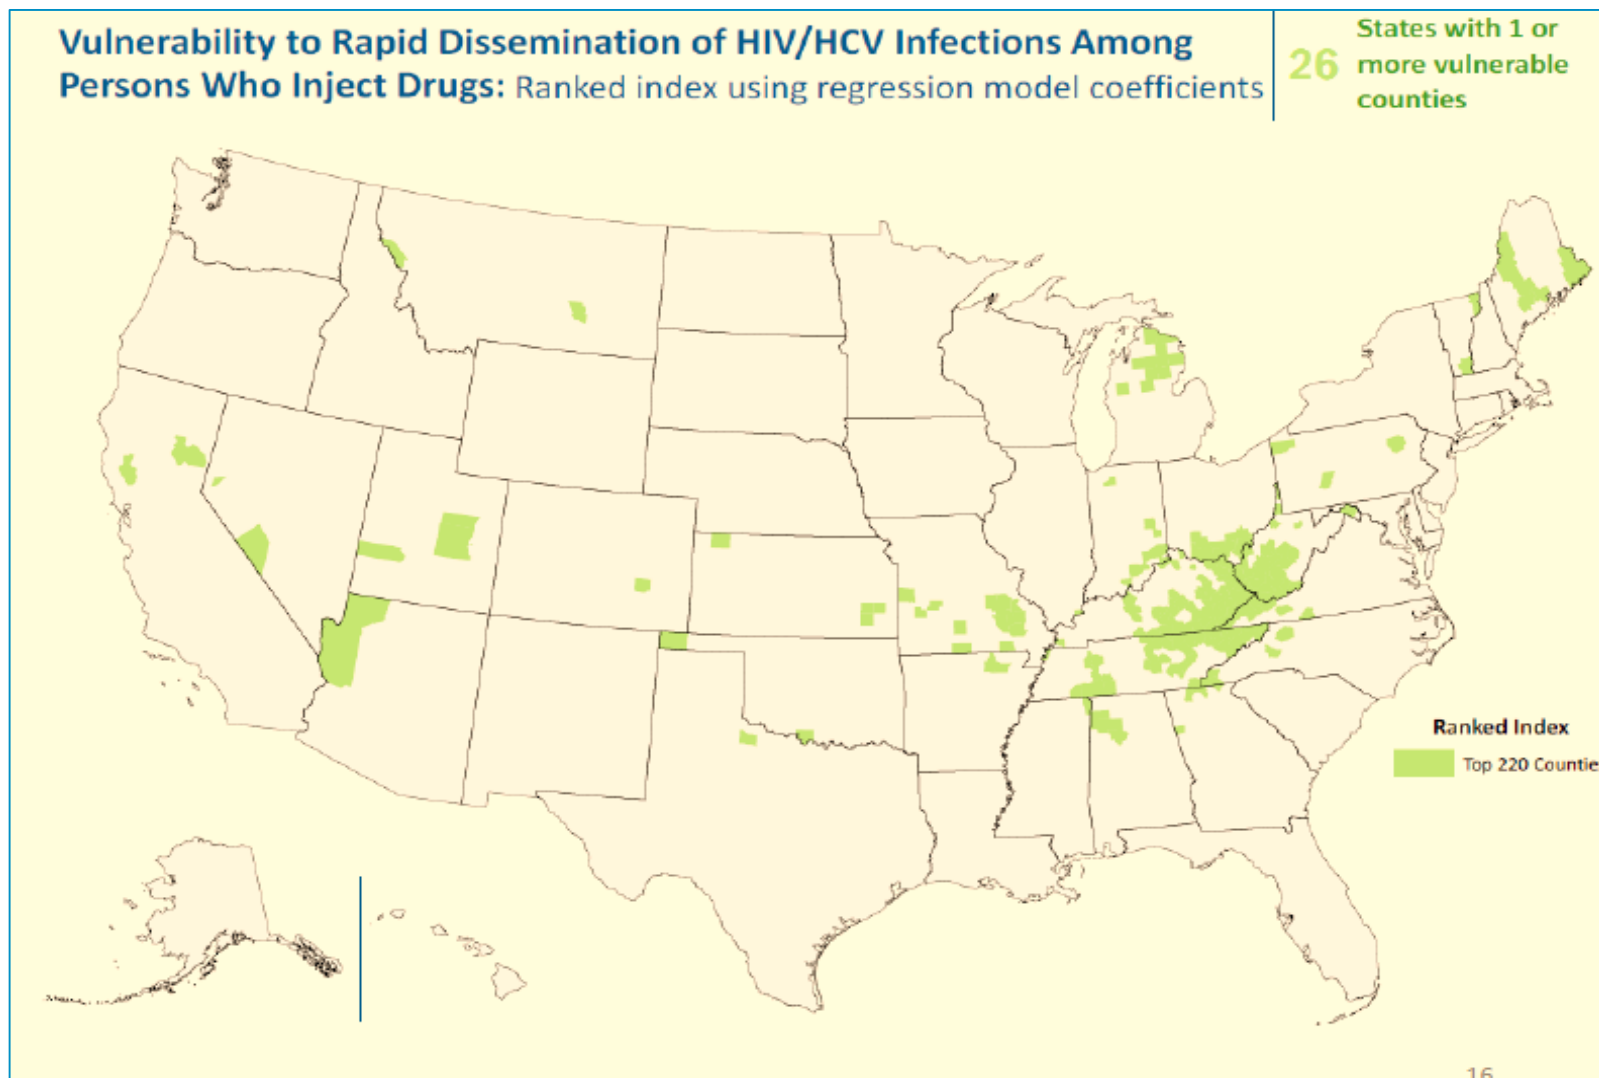 Vulnerability to Rapid Dissemination of HIV/HCV Infections Among
Persons Who Inject Drugs: Ranked index using regression model coefficients
26
States with 1 or
more vulnerable
counties
Ranked Index
Top 220 Countie
16